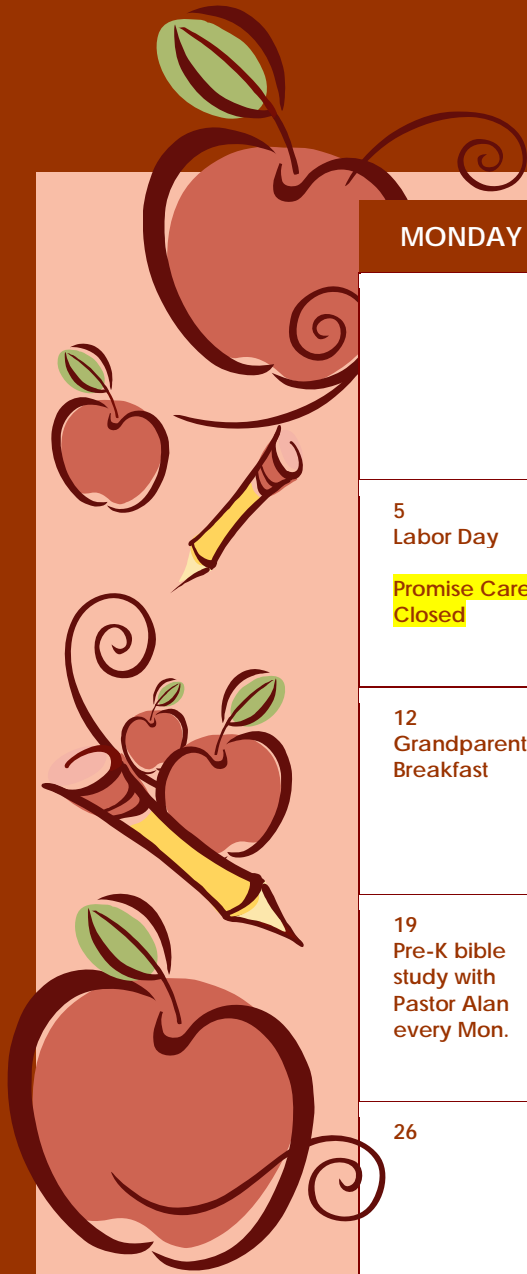 MONDAY
5
Labor Day
Promise Care
Closed
12
Grandparent
Breakfast
19
Pre-K bible
study with
Pastor Alan
every Mon.
26